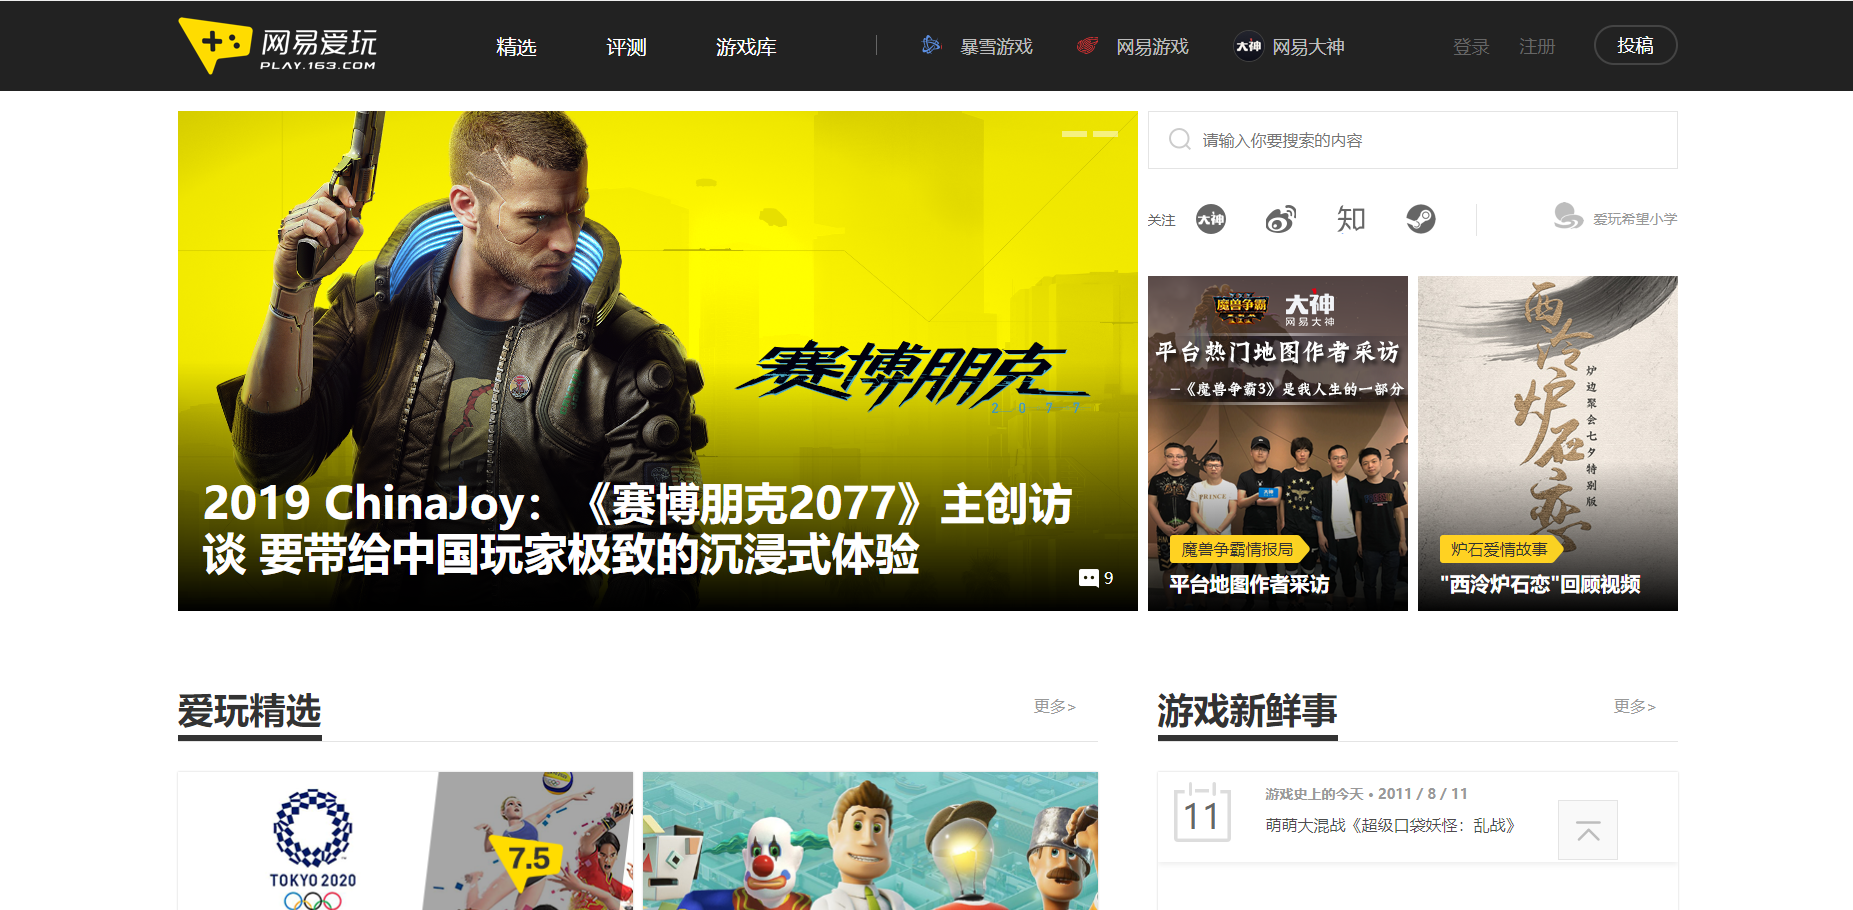 网易爱玩
PLAY.163.COM
精选
评测
游戏库
暴雪游戏
大神
网易游戏
网易大神
登录
注册
投稿
赛博朋克
2077
2019 ChinaJoy：《赛博朋克2077》主创访
谈 要带给中国玩家极致的沉浸式体验
9
请输入你要搜索的内容
关注
大神
知
爱玩希望小学
魔兽争霸
大神
网易大神
平台热门地图作者采访
—《魔兽争霸3》是我人生的一部分
PRINCE
BOY
魔兽争霸情报局
平台地图作者采访
西泠炉石恋
炉边聚会七夕特别版
炉石爱情故事
"西泠炉石恋"回顾视频
爱玩精选
更多>
TOKYO 2020
7.5
游戏新鲜事
更多>
11
游戏史上的今天 • 2011 / 8 / 11
萌萌大混战《超级口袋妖怪：乱战》